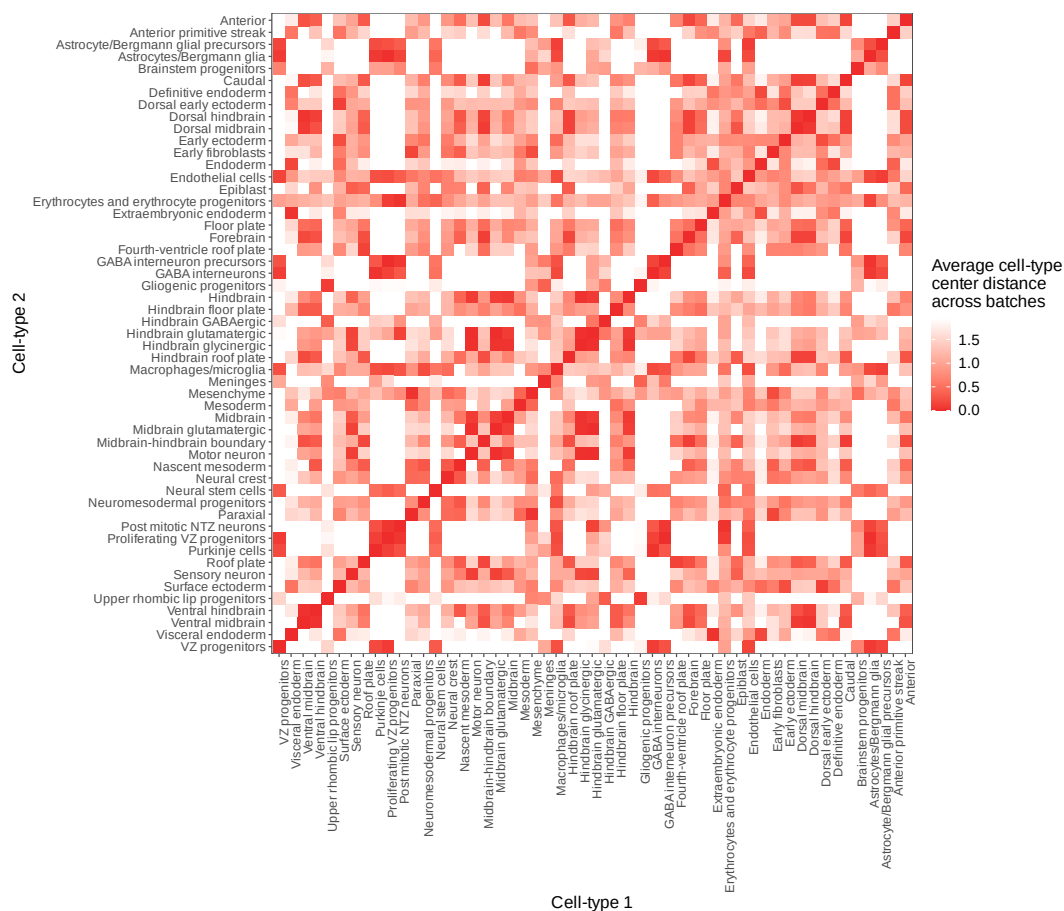 Anterior
Anterior primitive streak
Astrocyte/Bergmann glial precursors
Astrocytes/Bergmann glia
Brainstem progenitors
Caudal
Definitive endoderm
Dorsal early ectoderm
Dorsal hindbrain
Dorsal midbrain
Early ectoderm
Early fibroblasts
Endoderm
Endothelial cells
Epiblast
Erythrocytes and erythrocyte progenitors
Extraembryonic endoderm
Floor plate
Forebrain
Fourth-ventricle roof plate
GABA interneuron precursors
GABA interneurons
Gliogenic progenitors
Hindbrain
Hindbrain floor plate
Hindbrain GABAergic
Hindbrain glutamatergic
Hindbrain glycinergic
Hindbrain roof plate
Macrophages/microglia
Meninges
Mesenchyme
Mesoderm
Midbrain
Midbrain glutamatergic
Midbrain-hindbrain boundary
Motor neuron
Nascent mesoderm
Neural crest
Neural stem cells
Neuromesodermal progenitors
Paraxial
Post mitotic NTZ neurons
Proliferating VZ progenitors
Purkinje cells
Roof plate
Sensory neuron
Surface ectoderm
Upper rhombic lip progenitors
Ventral hindbrain
Ventral midbrain
Visceral endoderm
VZ progenitors
Cell-type 2
VZ progenitors
Visceral endoderm
Ventral midbrain
Ventral hindbrain
Upper rhombic lip progenitors
Surface ectoderm
Sensory neuron
Roof plate
Purkinje cells
Proliferating VZ progenitors
Post mitotic NTZ neurons
Paraxial
Neuromesodermal progenitors
Neural stem cells
Neural crest
Nascent mesoderm
Motor neuron
Midbrain-hindbrain boundary
Midbrain glutamatergic
Midbrain
Mesoderm
Mesenchyme
Meninges
Macrophages/microglia
Hindbrain roof plate
Hindbrain glycinergic
Hindbrain glutamatergic
Hindbrain GABAergic
Hindbrain floor plate
Hindbrain
Gliogenic progenitors
GABA interneurons
GABA interneuron precursors
Fourth-ventricle roof plate
Forebrain
Floor plate
Extraembryonic endoderm
Erythrocytes and erythrocyte progenitors
Epiblast
Endothelial cells
Endoderm
Early fibroblasts
Early ectoderm
Dorsal midbrain
Dorsal hindbrain
Dorsal early ectoderm
Definitive endoderm
Caudal
Brainstem progenitors
Astrocytes/Bergmann glia
Astrocyte/Bergmann glial precursors
Anterior primitive streak
Anterior
Cell-type 1
Average cell-type
center distance
across batches
1.5
1.0
0.5
0.0